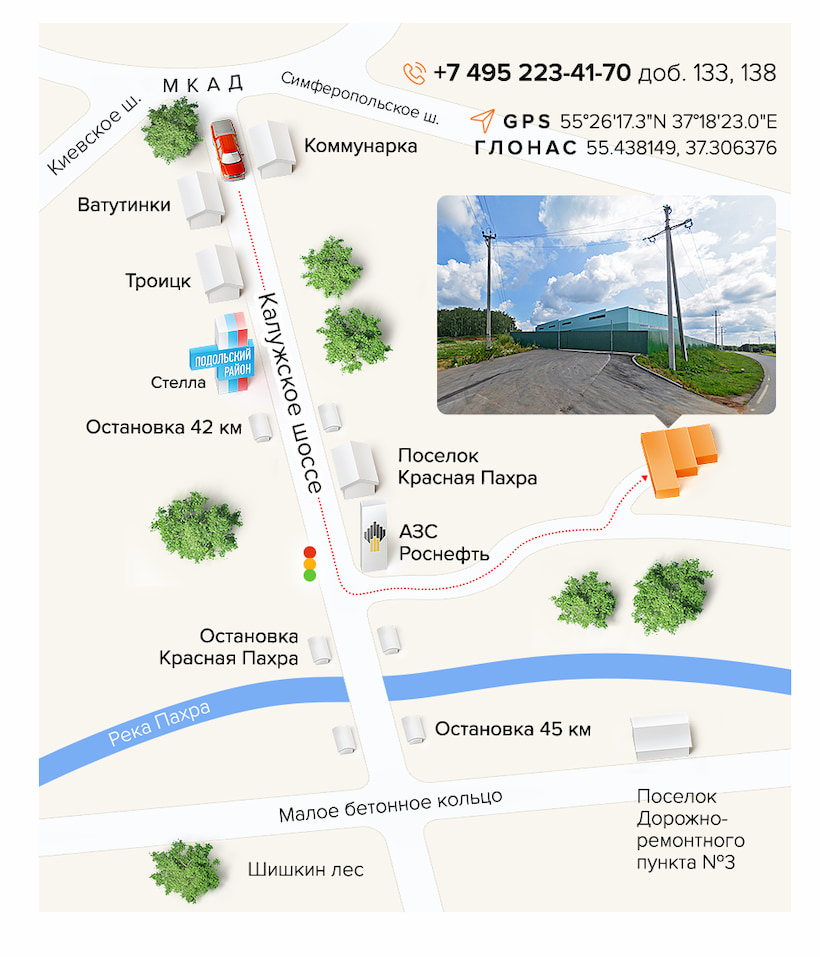 +7 495 223-41-70 доб. 133, 138
МКАД
Симферопольское ш.
Киевское ш.
GPS 55°26'17.3"N 37°18'23.0"E
ГЛОНАС 55.438149, 37.306376
Коммунарка
Ватутинки
Троицк
Калужское шоссе
ПОДОЛЬСКИЙ
РАЙОН
Стелла
Остановка 42 км
Поселок
Красная Пахра
АЗС
Роснефть
Остановка
Красная Пахра
Река Пахра
Остановка 45 км
Малое бетонное кольцо
Поселок
Дорожно-
ремонтного
пункта №3
Шишкин лес